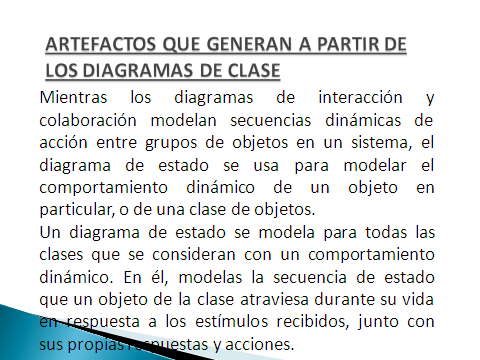 ARTEFACTOS QUE GENERAN A PARTIR DE
LOS DIAGRAMAS DE CLASE
Mientras los diagramas de interacción y
colaboración modelan secuencias dinámicas de
acción entre grupos de objetos en un sistema, el
diagrama de estado se usa para modelar el
comportamiento dinámico de un objeto en
particular, o de una clase de objetos.
Un diagrama de estado se modela para todas las
clases que se consideran con un comportamiento
dinámico. En él, modelas la secuencia de estado
que un objeto de la clase atraviesa durante su vida
en respuesta a los estímulos recibidos, junto con
sus propias respuestas y acciones.